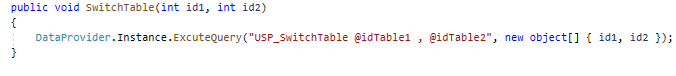 public void SwitchTable(int id1, int id2)
{
DataProvider.Instance.ExcuteQuery("USP_SwitchTable @idTable1 , @idTable2", new object[] { id1, id2 });
}